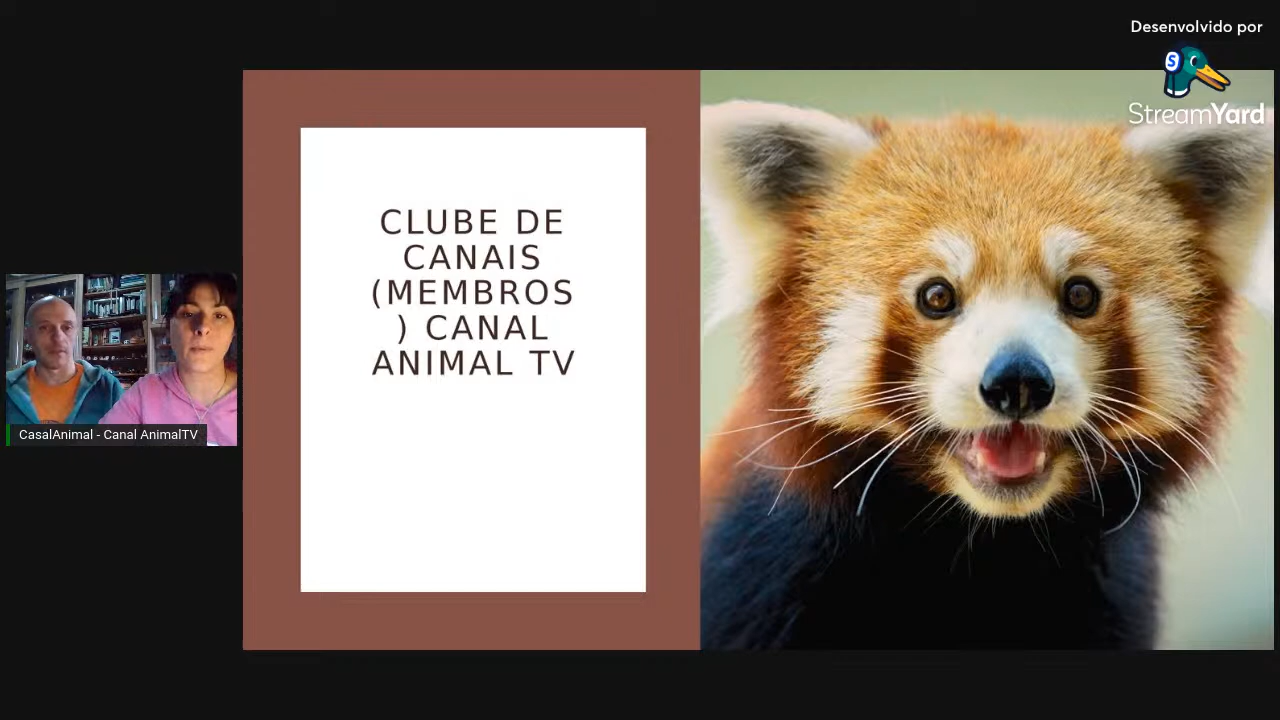 Desenvolvido por
S
StreamYard
CLUBE DE
CANAIS
(MEMBROS
) CANAL
ANIMAL TV
CasalAnimal - Canal AnimalTV